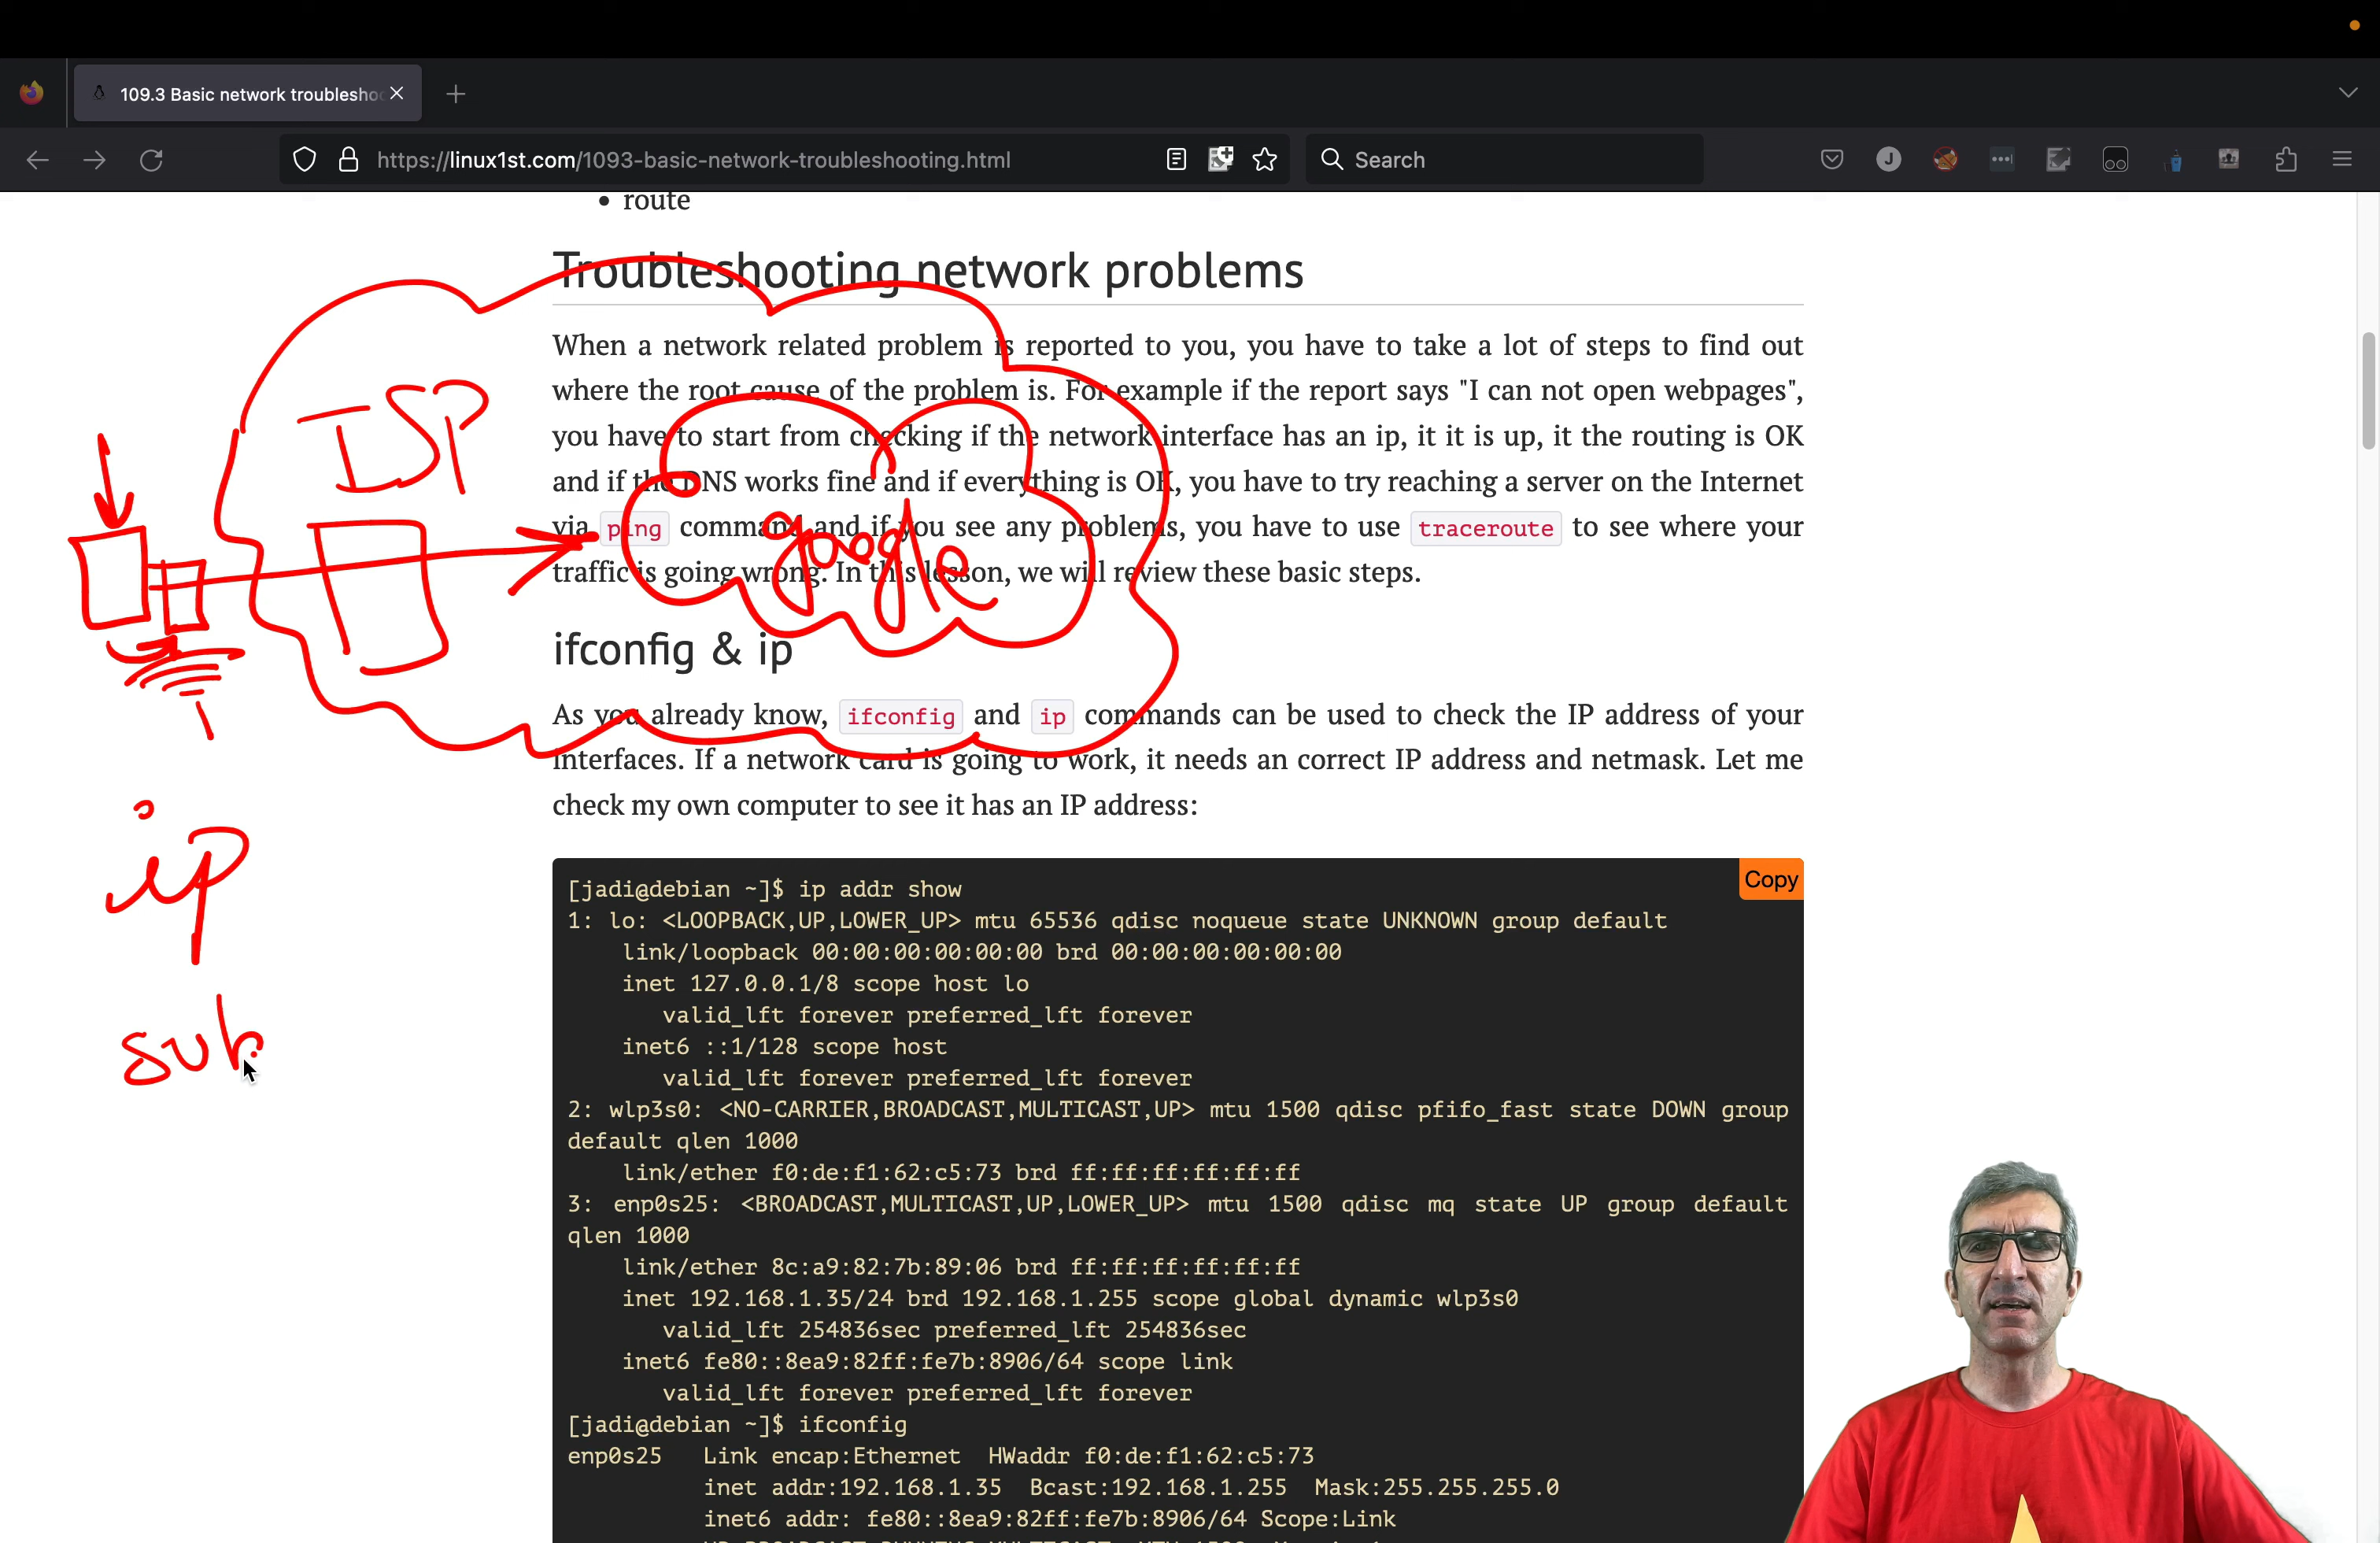 109.3 Basic network troublesho
https://linux1st.com/1093-basic-network-troubleshooting.html
Search
J
• route
Troubleshooting network problems
When a network related problem is reported to you, you have to take a lot of steps to find out
where the root cause of the problem is. For example if the report says "I can not open webpages",
you have to start from checking if the network interface has an ip, it it is up, it the routing is OK
and if the DNS works fine and if everything is OK, you have to try reaching a server on the Internet
via ping command and if you see any problems, you have to use traceroute to see where your
traffic is going wrong. In this lesson, we will review these basic steps.
ISP
google
ifconfig & ip
As you already know, ifconfig and ip commands can be used to check the IP address of your
interfaces. If a network card is going to work, it needs an correct IP address and netmask. Let me
check my own computer to see it has an IP address:
ip
sub
Copy
[jadi@debian ~]$ ip addr show
1: lo: <LOOPBACK,UP,LOWER_UP> mtu 65536 qdisc noqueue state UNKNOWN group default
link/loopback 00:00:00:00:00:00 brd 00:00:00:00:00:00
inet 127.0.0.1/8 scope host lo
valid_lft forever preferred_lft forever
inet6 ::1/128 scope host
valid_lft forever preferred_lft forever
2: wlp3s0: <NO-CARRIER,BROADCAST,MULTICAST,UP> mtu 1500 qdisc pfifo_fast state DOWN group
default qlen 1000
link/ether f0:de:f1:62:c5:73 brd ff:ff:ff:ff:ff:ff
3: enp0s25: <BROADCAST,MULTICAST,UP,LOWER_UP> mtu 1500 qdisc mq state UP group default
qlen 1000
link/ether 8c:a9:82:7b:89:06 brd ff:ff:ff:ff:ff:ff
inet 192.168.1.35/24 brd 192.168.1.255 scope global dynamic wlp3s0
valid_lft 254836sec preferred_lft 254836sec
inet6 fe80::8ea9:82ff:fe7b:8906/64 scope link
valid_lft forever preferred_lft forever
[jadi@debian ~]$ ifconfig
enp0s25 Link encap:Ethernet HWaddr f0:de:f1:62:c5:73
inet addr:192.168.1.35 Bcast:192.168.1.255 Mask:255.255.255.0
inet6 addr: fe80::8ea9:82ff:fe7b:8906/64 Scope:Link